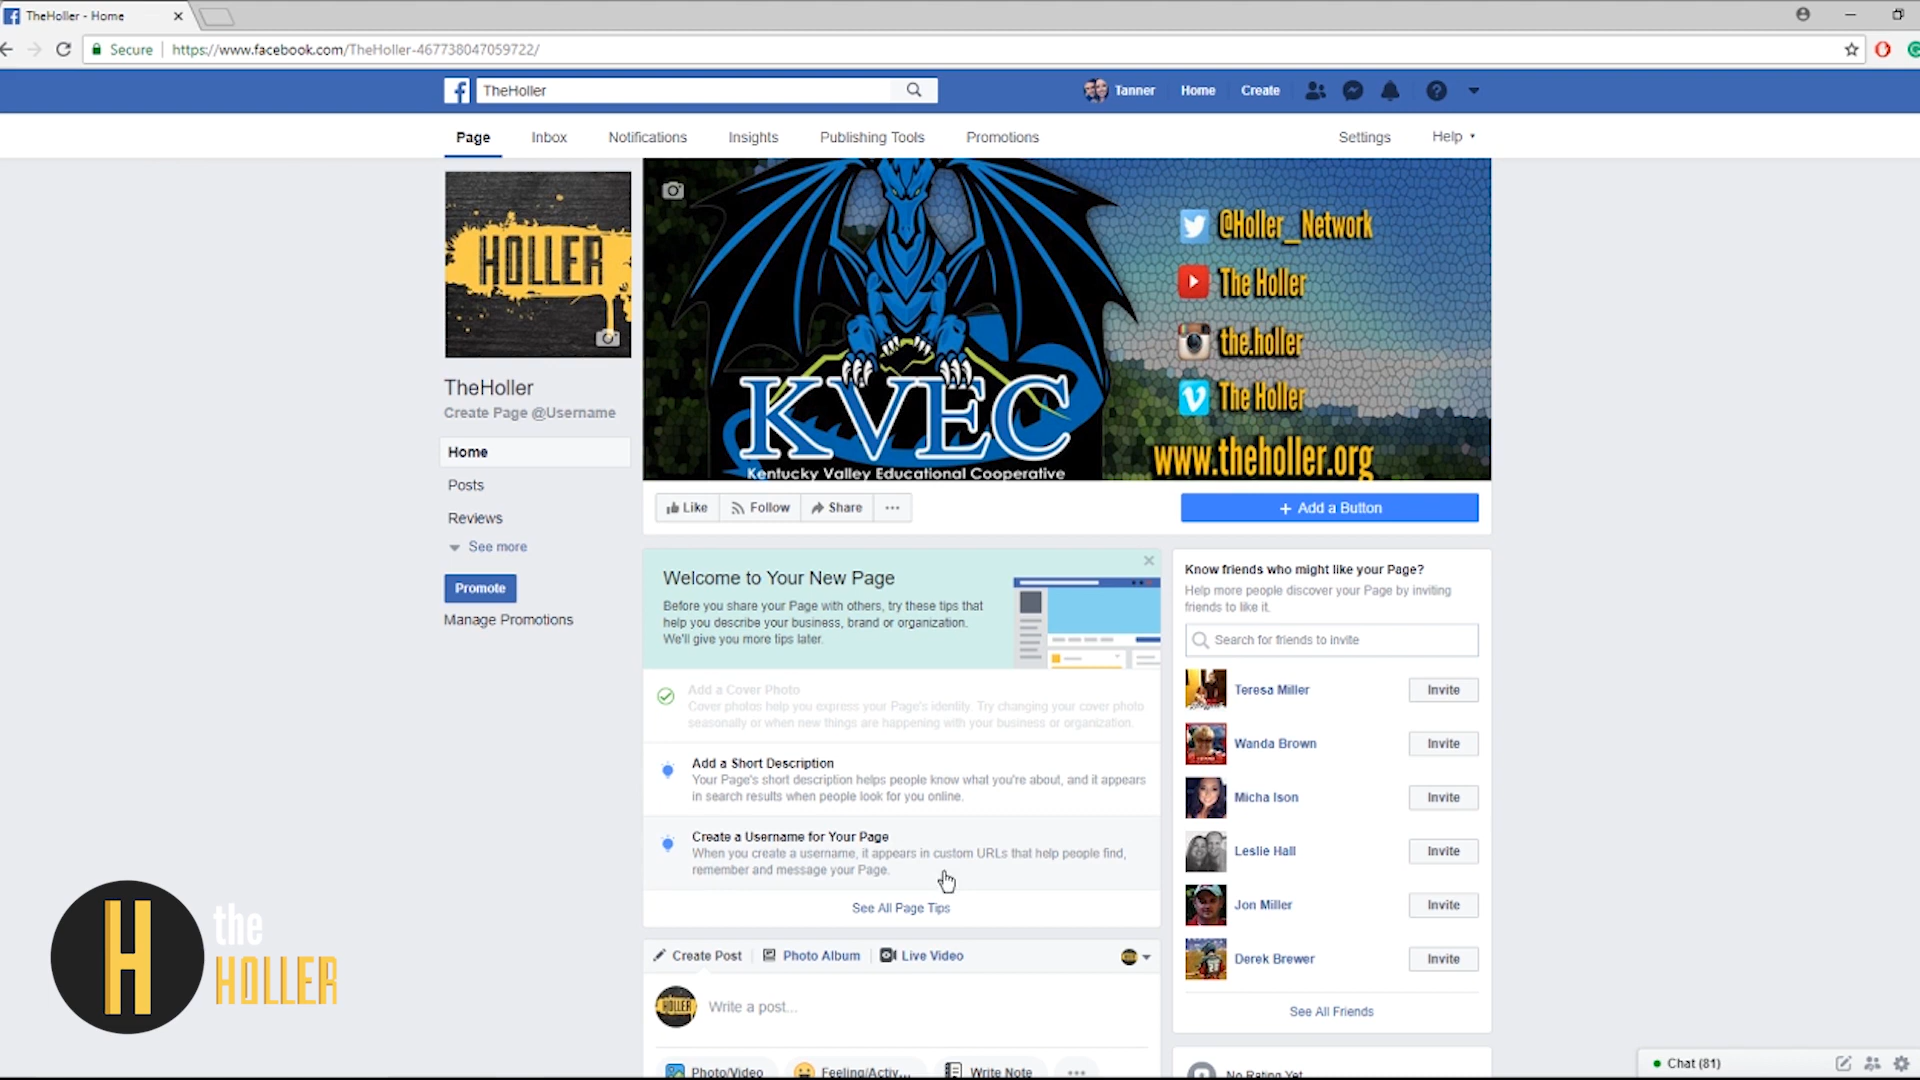 TheHoller - Home
Secure
https://www.facebook.com/TheHoller-467738047059722/
TheHoller
Tanner
Home
Create
Page
Inbox
Notifications
Insights
Publishing Tools
Promotions
Settings
Help
HOLLER
TheHoller
Create Page @Username
Home
Posts
Reviews
See more
Promote
Manage Promotions
KVEC
Kentucky Valley Educational Cooperative
@Holler_Network
The Holler
the.holler
The Holler
www.theholler.org
Like
Follow
Share
+ Add a Button
Welcome to Your New Page
Before you share your Page with others, try these tips that
help you describe your business, brand or organization.
We'll give you more tips later.
Add a Cover Photo
Cover photos help you express your Page's identity. Try changing your cover photo
seasonally or when new things are happening with your business or organization.
Add a Short Description
Your Page's short description helps people know what you're about, and it appears
in search results when people look for you online.
Create a Username for Your Page
When you create a username, it appears in custom URLs that help people find,
remember and message your Page.
See All Page Tips
Know friends who might like your Page?
Help more people discover your Page by inviting
friends to like it.
Search for friends to invite
Teresa Miller
Invite
Wanda Brown
Invite
Micha Ison
Invite
Leslie Hall
Invite
Jon Miller
Invite
Derek Brewer
Invite
See All Friends
Create Post
Photo Album
Live Video
HOLLER
Write a post...
Photo/Video
Feeling/Activ...
Write Note
No Rating Yet
Chat (81)
H
the
HOLLER